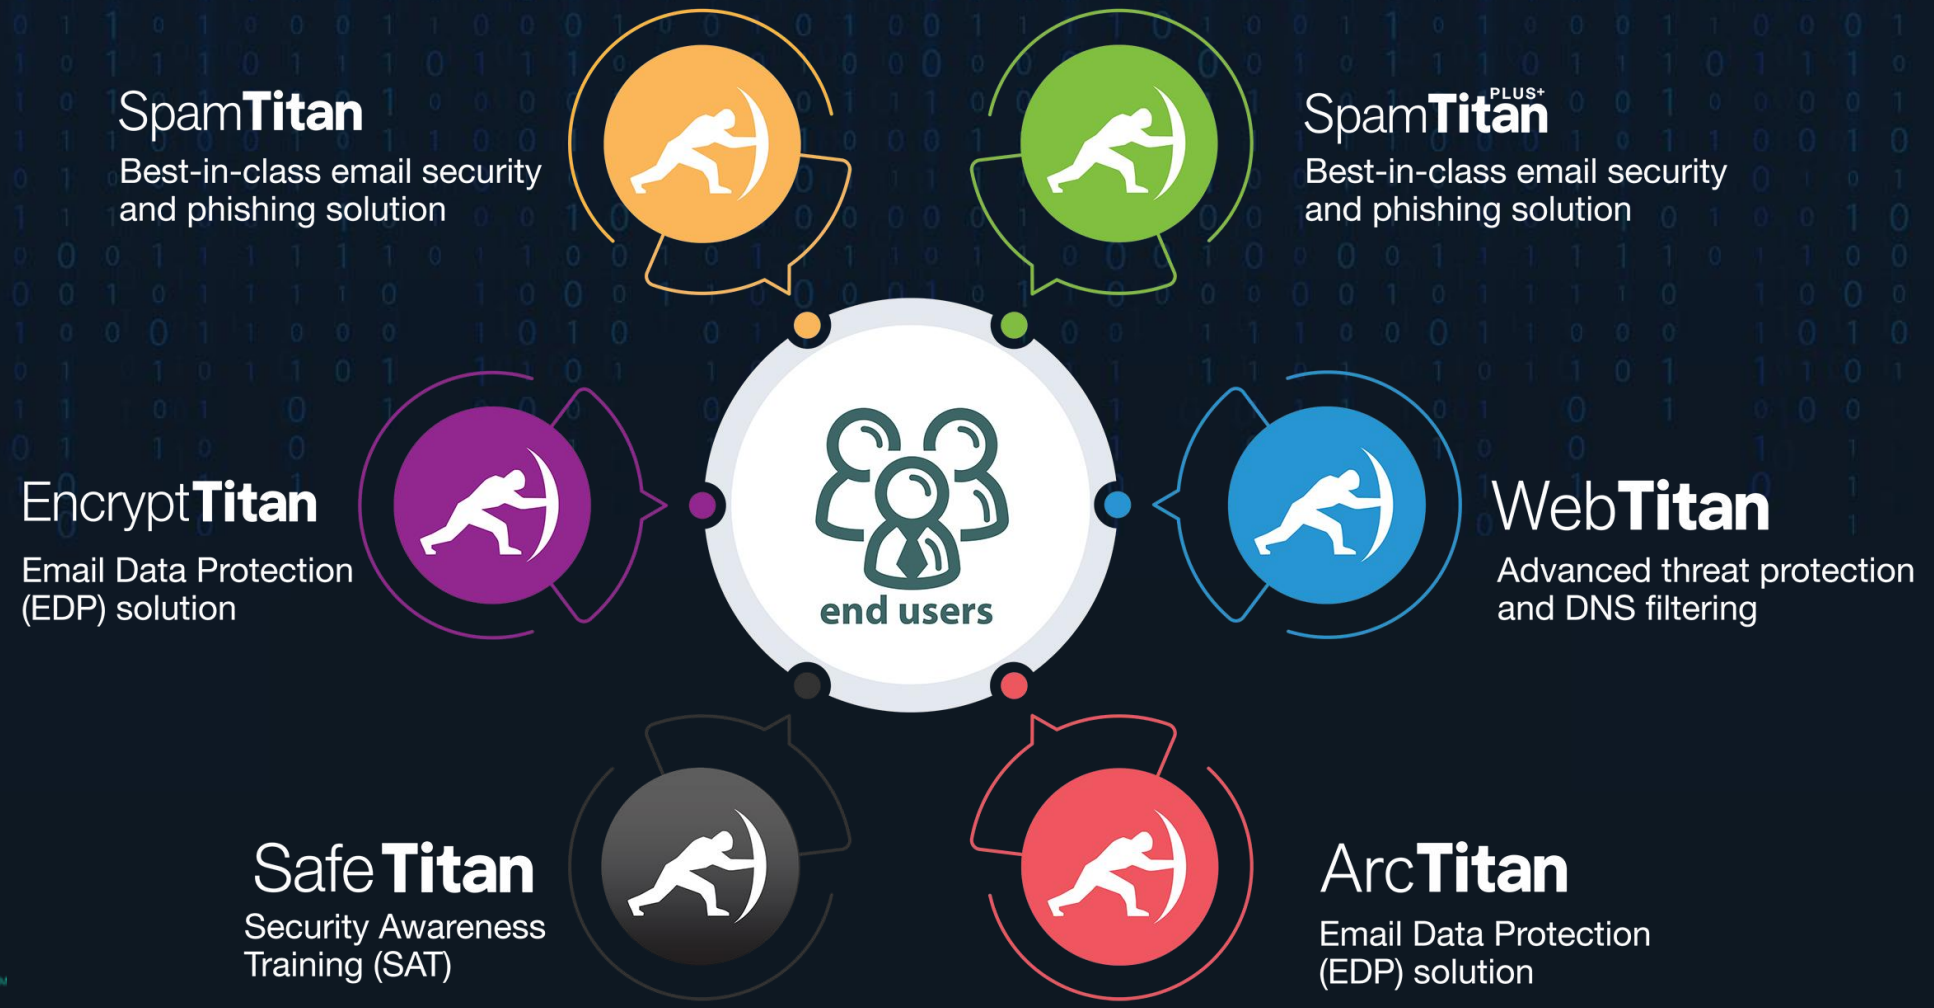 SpamTitan
Best-in-class email security
and phishing solution
SpamTitan PLUS+
Best-in-class email security
and phishing solution
EncryptTitan
Email Data Protection
(EDP) solution
end users
WebTitan
Advanced threat protection
and DNS filtering
SafeTitan
Security Awareness
Training (SAT)
ArcTitan
Email Data Protection
(EDP) solution